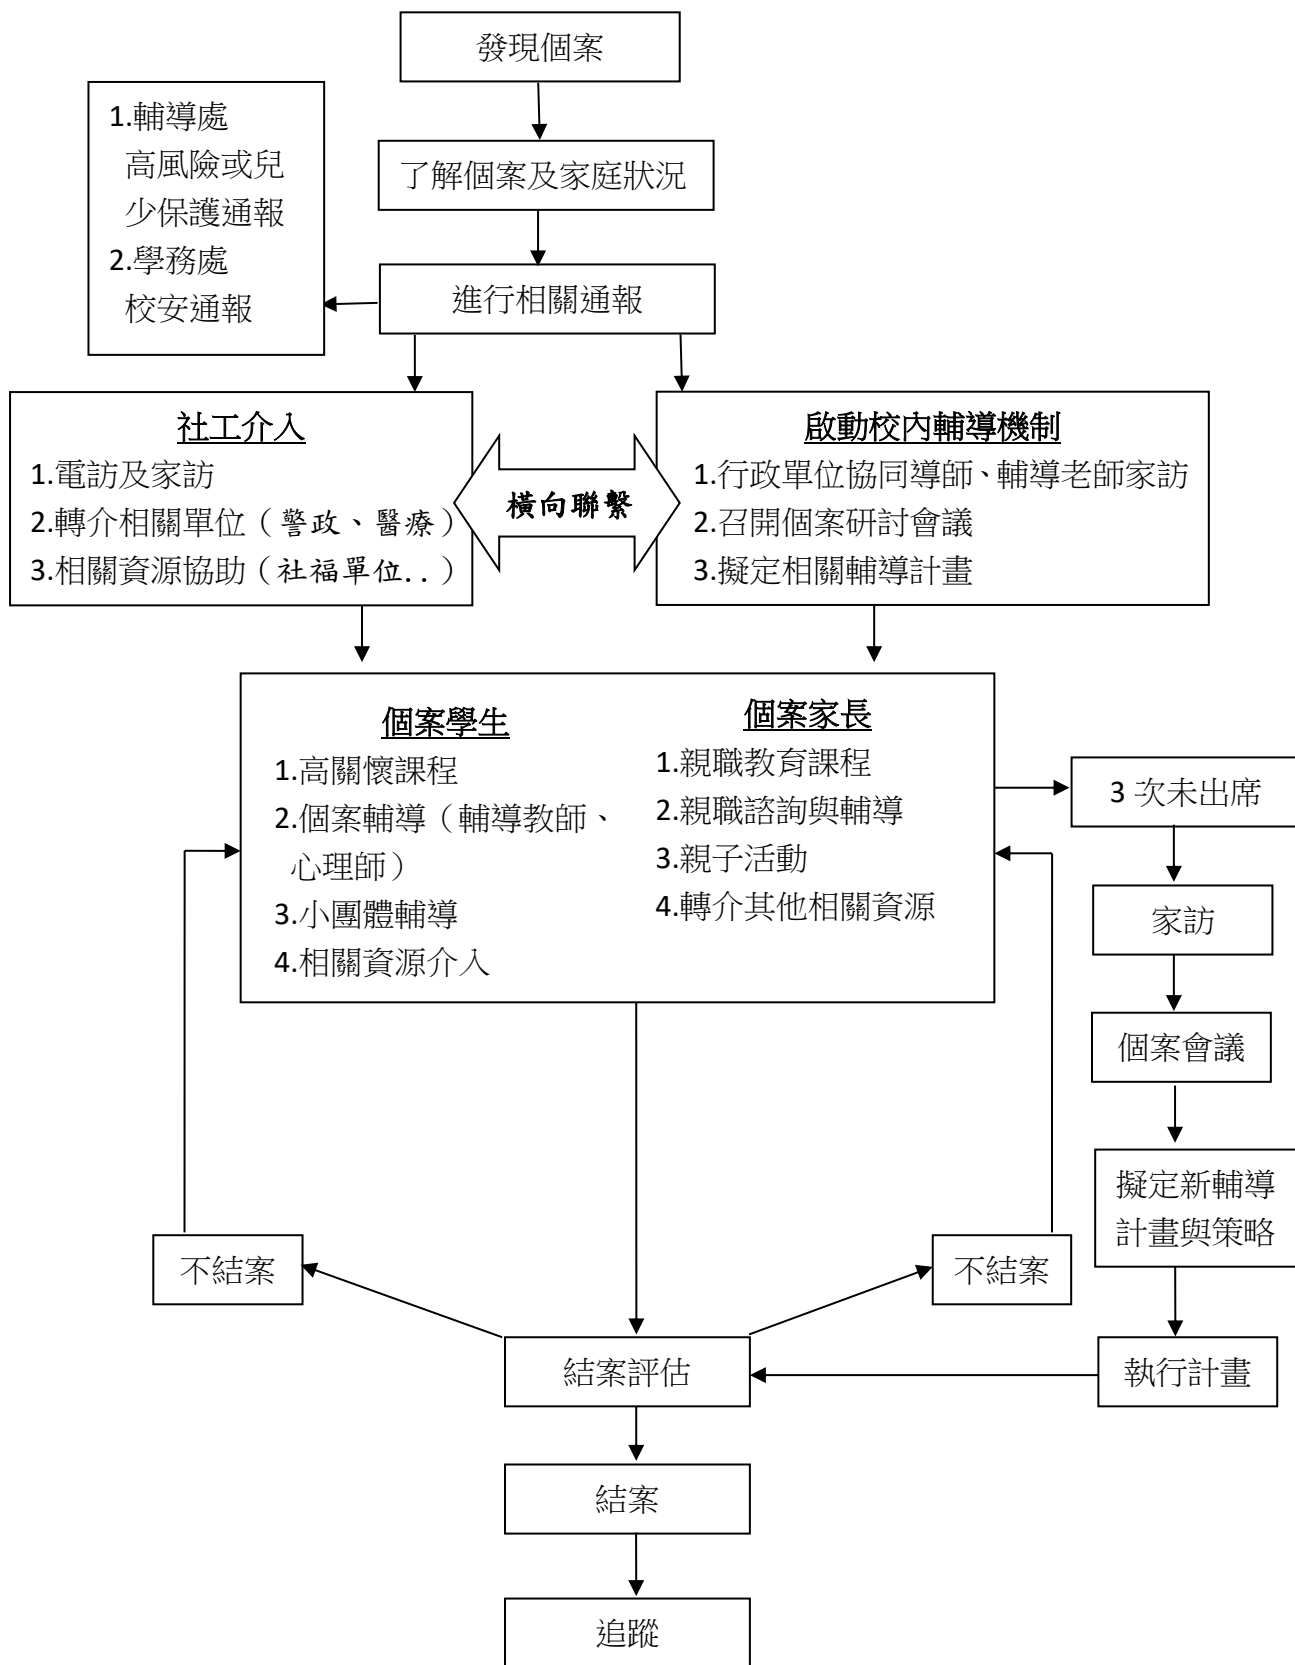 發現個案
1.輔導處
高風險或兒
少保護通報
2.學務處
校安通報
了解個案及家庭狀況
進行相關通報
社工介入
1.電訪及家訪
2.轉介相關單位（警政、醫療）
3.相關資源協助（社福單位..）
橫向聯繫
啟動校內輔導機制
1.行政單位協同導師、輔導老師家訪
2.召開個案研討會議
3.擬定相關輔導計畫
個案學生
1.高關懷課程
2.個案輔導（輔導教師、
心理師）
3.小團體輔導
4.相關資源介入
個案家長
1.親職教育課程
2.親職諮詢與輔導
3.親子活動
4.轉介其他相關資源
3 次未出席
家訪
個案會議
擬定新輔導
計畫與策略
執行計畫
不結案
不結案
結案評估
結案
追蹤